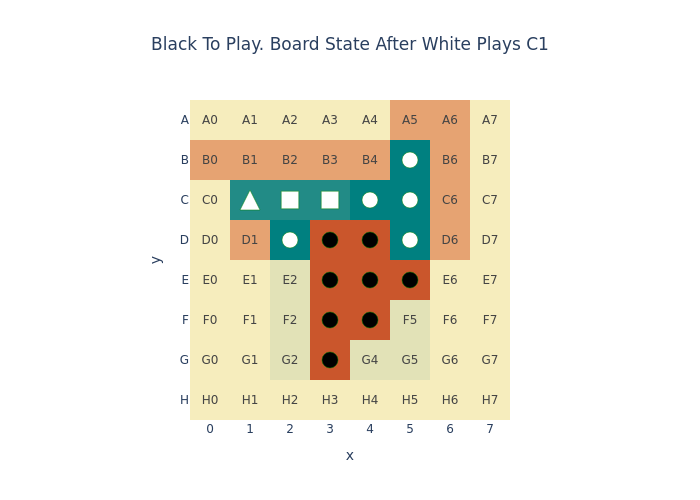 Black To Play. Board State After White Plays C1
A A0 A1 A2 A3 A4 A5 A6 A7
B B0 B1 B2 B3 B4 B6 B7
C C0 C6 C7
D D0 D1 D6 D7
E E0 E1 E2 E6 E7
F F0 F1 F2 F5 F6 F7
G G0 G1 G2 G4 G5 G6 G7
H H0 H1 H2 H3 H4 H5 H6 H7
0 1 2 3 4 5 6 7
x
y